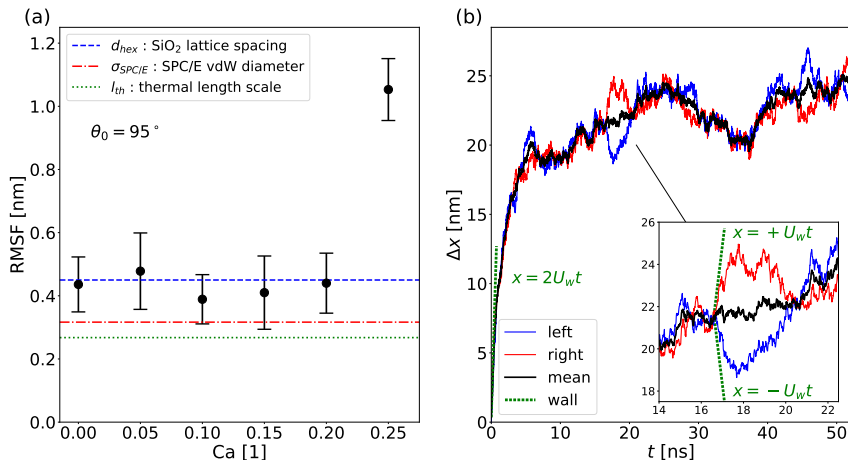 (a)
d_hex : SiO₂ lattice spacing
σ_SPC/E : SPC/E vdW diameter
l_th : thermal length scale
θ₀ = 95°
RMSF [nm]
1.2
1.0
0.8
0.6
0.4
0.2
0.0
0.00 0.05 0.10 0.15 0.20 0.25
Ca [1]
(b)
Δx [nm]
25
20
15
10
5
0
x = 2U_w t
left
right
mean
wall
26
24
22
20
18
x = +U_w t
x = −U_w t
14 16 18 20 22
0 10 20 30 40 50
t [ns]